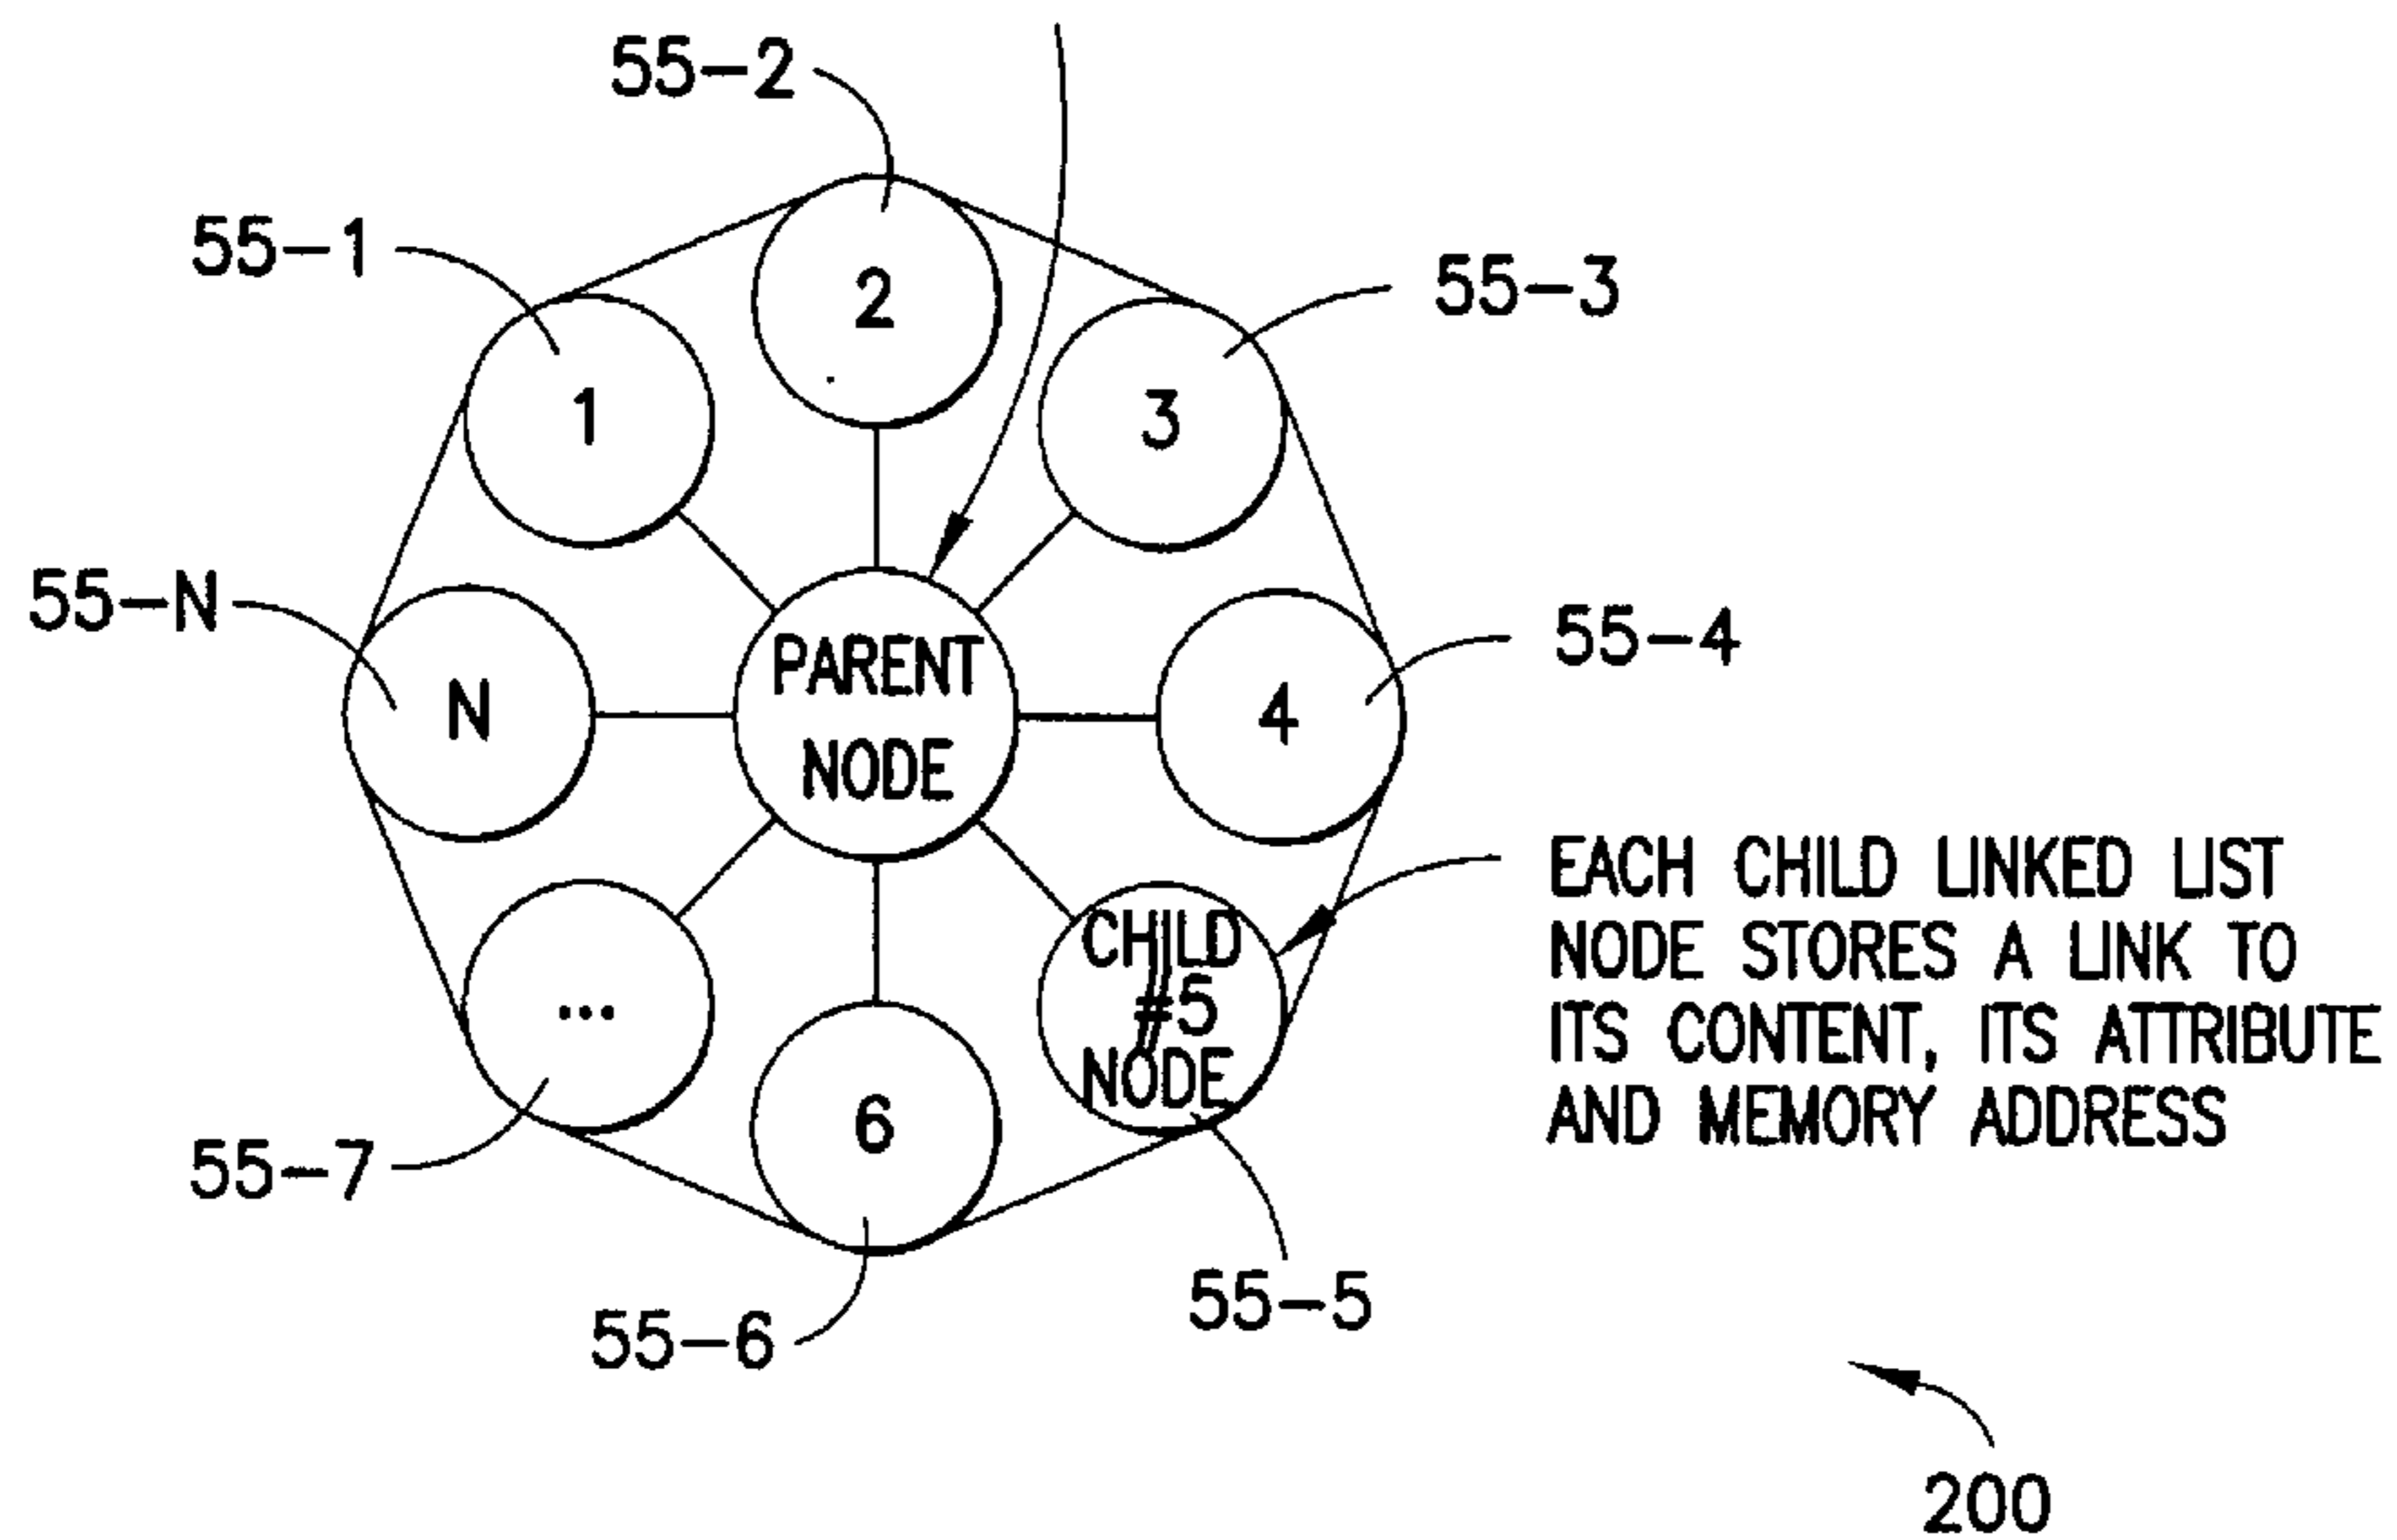 55-2
55-1
2
55-3
1
3
55-N
PARENT
NODE
55-4
N
4
EACH CHILD LINKED LIST
NODE STORES A LINK TO
ITS CONTENT, ITS ATTRIBUTE
AND MEMORY ADDRESS
CHILD
#5
NODE
...
6
55-7
55-5
55-6
200